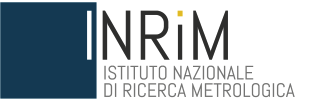 INRiM
ISTITUTO NAZIONALE
DI RICERCA METROLOGICA